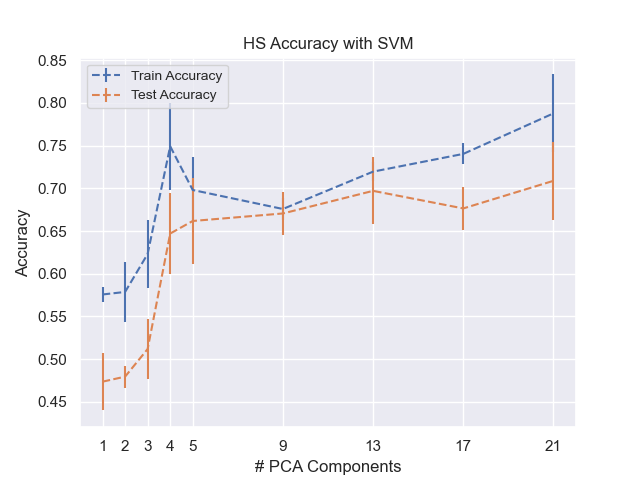 HS Accuracy with SVM
Train Accuracy
Test Accuracy
0.85
0.80
0.75
0.70
0.65
0.60
0.55
0.50
0.45
Accuracy
1 2 3 4 5 9 13 17 21
# PCA Components